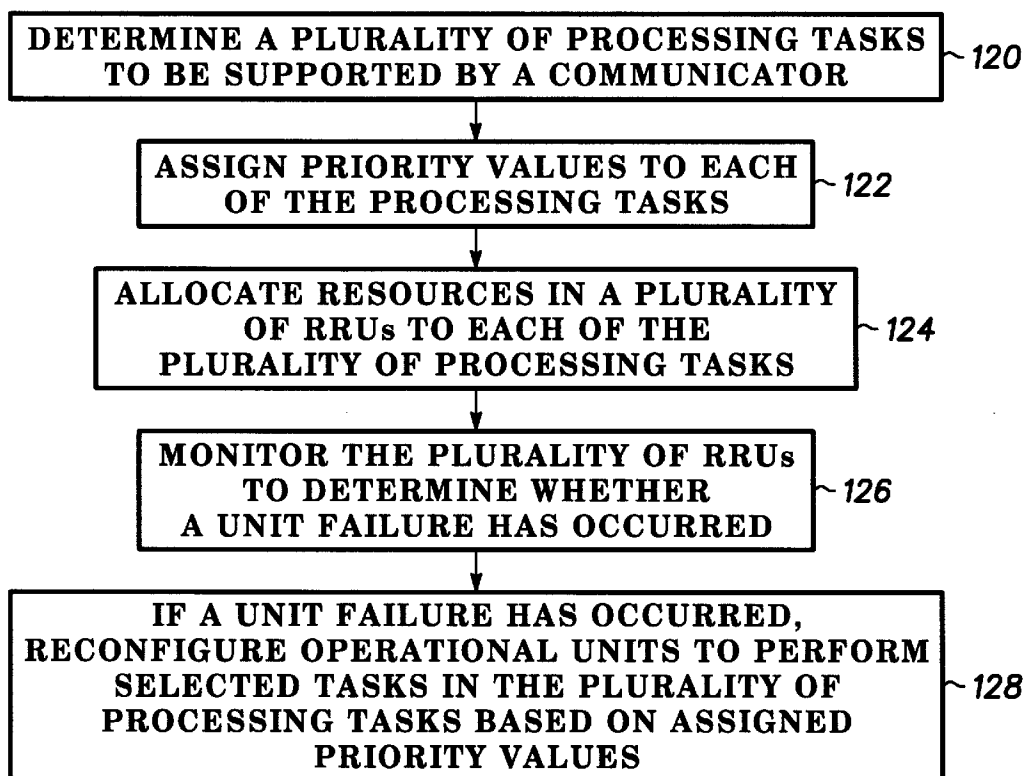 DETERMINE A PLURALITY OF PROCESSING TASKS
TO BE SUPPORTED BY A COMMUNICATOR
120
ASSIGN PRIORITY VALUES TO EACH
OF THE PROCESSING TASKS
122
ALLOCATE RESOURCES IN A PLURALITY
OF RRUs TO EACH OF THE
PLURALITY OF PROCESSING TASKS
124
MONITOR THE PLURALITY OF RRUs
TO DETERMINE WHETHER
A UNIT FAILURE HAS OCCURRED
126
IF A UNIT FAILURE HAS OCCURRED,
RECONFIGURE OPERATIONAL UNITS TO PERFORM
SELECTED TASKS IN THE PLURALITY OF
PROCESSING TASKS BASED ON ASSIGNED
PRIORITY VALUES
128